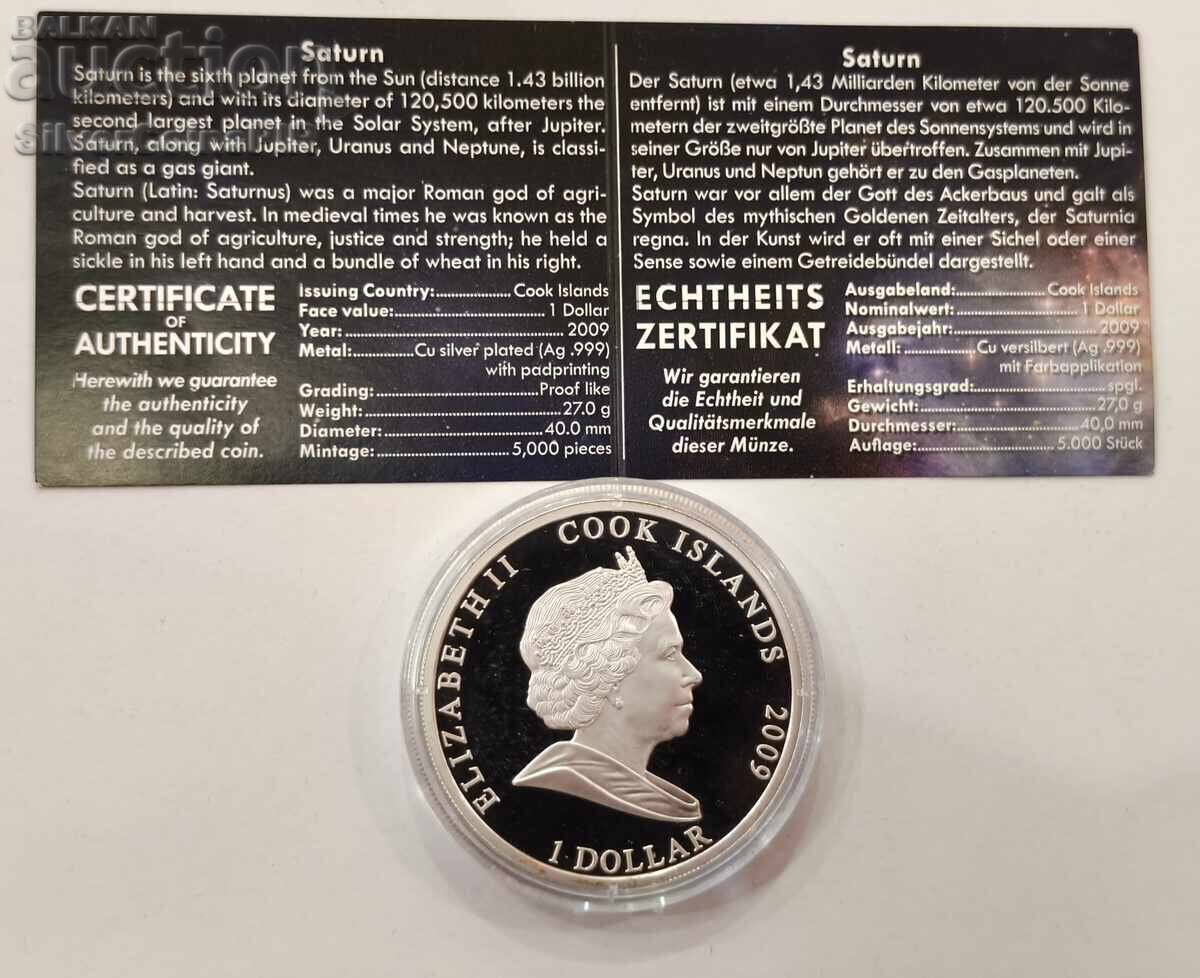 BALKAN
auction
Saturn
Saturn is the sixth planet from the Sun (distance 1.43 billion
kilometers) and with its diameter of 120,500 kilometers the
second largest planet in the Solar System, after Jupiter.
Saturn, along with Jupiter, Uranus and Neptune, is classi-
fied as a gas giant.
Saturn (Latin: Saturnus) was a major Roman god of agri-
culture and harvest. In medieval times he was known as the
Roman god of agriculture, justice and strength; he held a
sickle in his left hand and a bundle of wheat in his right.
CERTIFICATE
OF
AUTHENTICITY
Herewith we guarantee
the authenticity
and the quality of
the described coin.
Issuing Country:.................... Cook Islands
Face value:..................................... 1 Dollar
Year:.................................................. 2009
Metal:..............Cu silver plated (Ag .999)
with padprinting
Grading:.....................................Proof like
Weight:.............................................27.0 g
Diameter:.....................................40.0 mm
Mintage:............................5,000 pieces
Saturn
Der Saturn (etwa 1,43 Milliarden Kilometer von der Sonne
entfernt) ist mit einem Durchmesser von etwa 120.500 Kilo-
metern der zweitgrößte Planet des Sonnensystems und wird in
seiner Größe nur von Jupiter übertroffen. Zusammen mit Jupi-
ter, Uranus und Neptun gehört er zu den Gasplaneten.
Saturn war vor allem der Gott des Ackerbaus und galt als
Symbol des mythischen Goldenen Zeitalters, der Saturnia
regna. In der Kunst wird er oft mit einer Sichel oder einer
Sense sowie einem Getreidebündel dargestellt.
ECHTHEITS
ZERTIFIKAT
Wir garantieren
die Echtheit und
Qualitätsmerkmale
dieser Münze.
Ausgabeland:........................Cook Islands
Nominalwert:............................... 1 Dollar
Ausgabejahr:.................................. 2009
Metall:..................Cu versilbert (Ag .999)
mit Farbapplikation
Erhaltungsgrad:................................spgl.
Gewicht:............................................27,0 g
Durchmesser:...............................40,0 mm
Auflage:...............................5.000 Stück
ELIZABETH II
COOK ISLANDS 2009
1 DOLLAR